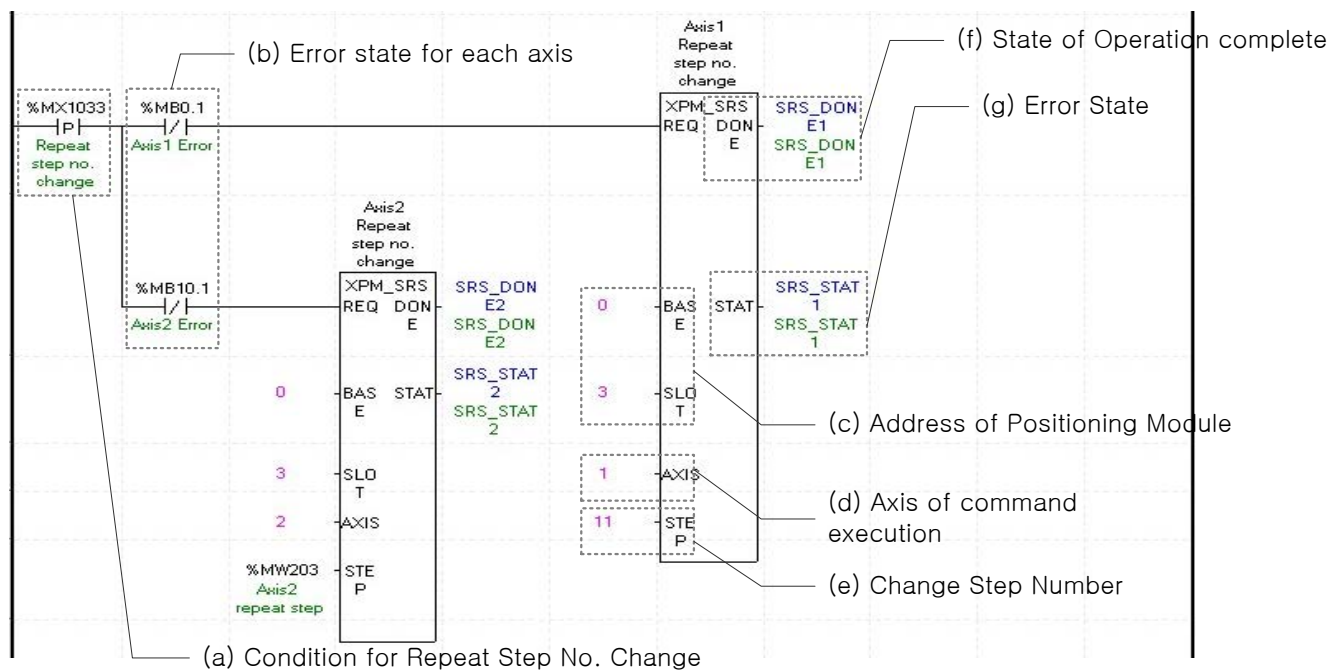 Axis1
Repeat
step no.
change
(b) Error state for each axis
(f) State of Operation complete
%MX1033
P
Repeat
step no.
change
%MB0.1
Axis1 Error
XPM_SRS
REQ DON
E
SRS_DON
E1
SRS_DON
E1
(g) Error State
Axis2
Repeat
step no.
change
%MB10.1
Axis2 Error
XPM_SRS
REQ DON
E
SRS_DON
E2
SRS_DON
E2
0
BAS STAT
E
SRS_STAT
1
SRS_STAT
1
0
BAS STAT
E
SRS_STAT
2
SRS_STAT
2
3
SLO
T
(c) Address of Positioning Module
3
SLO
T
1
AXIS
(d) Axis of command
execution
2
AXIS
11
STE
P
%MW203
Axis2
repeat step
STE
P
(e) Change Step Number
(a) Condition for Repeat Step No. Change